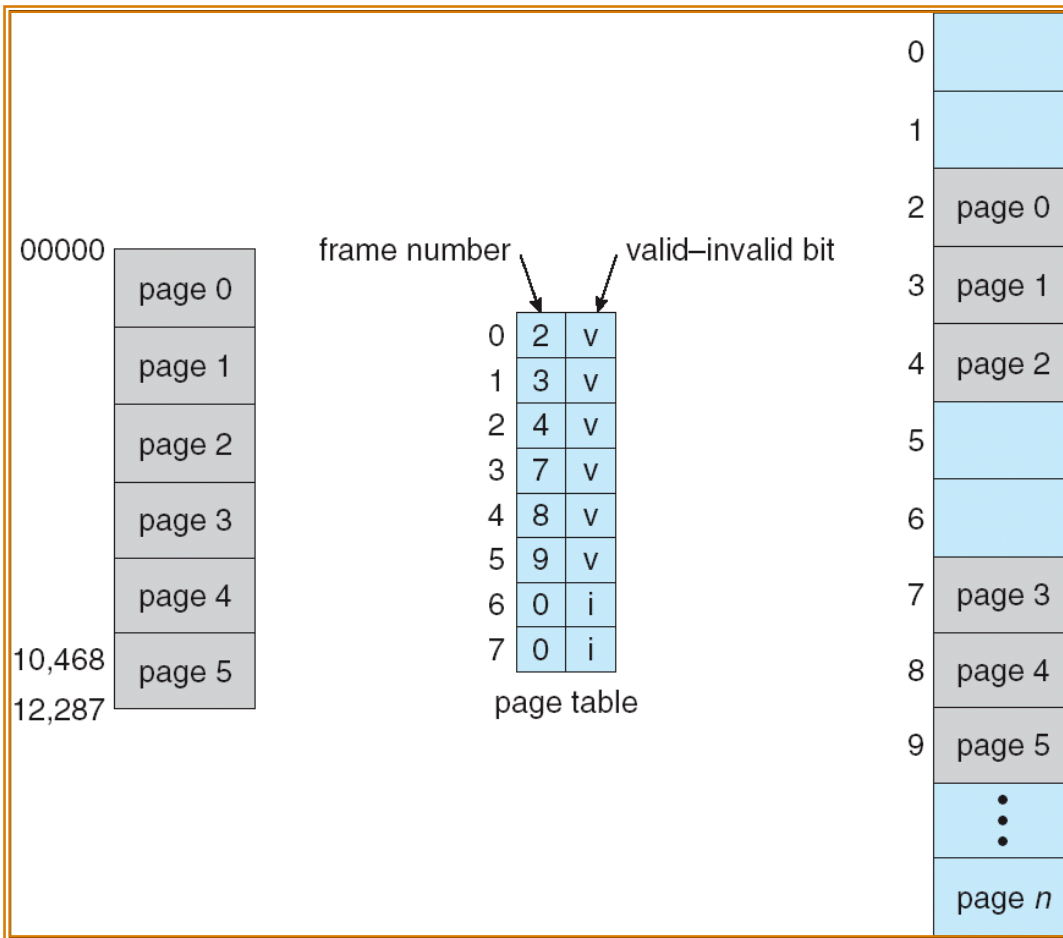 00000
page 0
page 1
page 2
page 3
page 4
10,468
page 5
12,287
frame number
valid–invalid bit
0 2 v
1 3 v
2 4 v
3 7 v
4 8 v
5 9 v
6 0 i
7 0 i
page table
0
1
2 page 0
3 page 1
4 page 2
5
6
7 page 3
8 page 4
9 page 5
page n